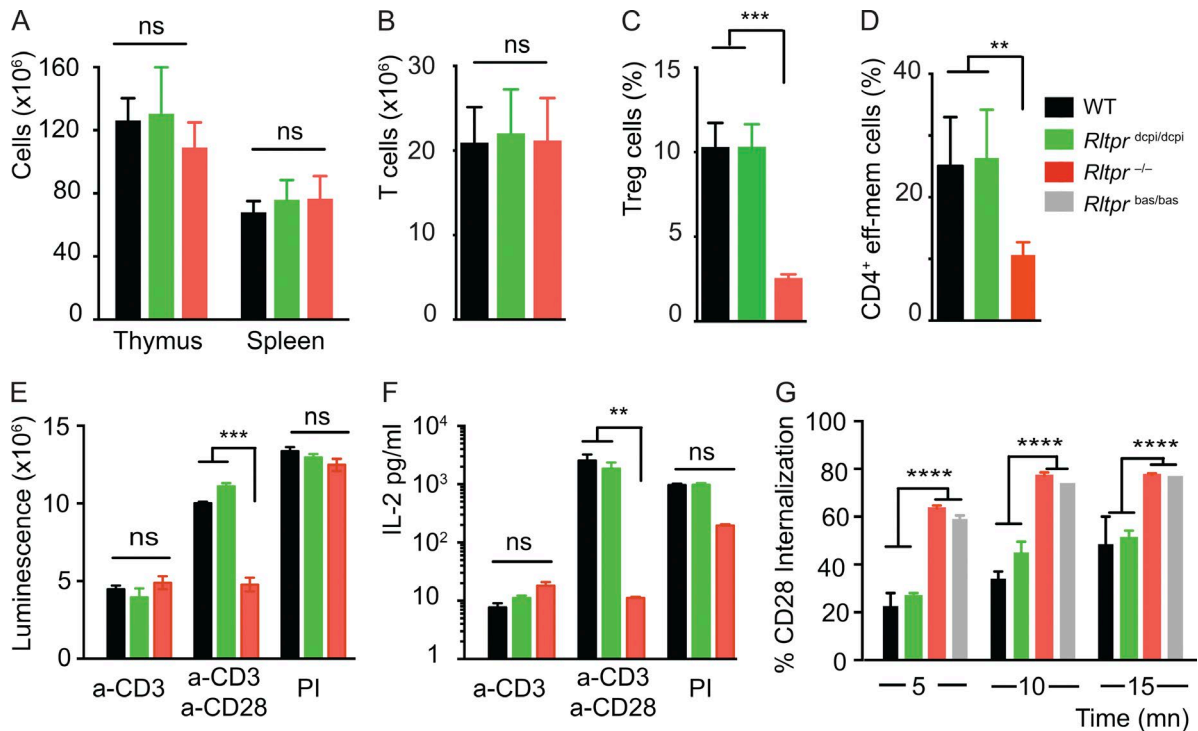 A
ns
Cells (x10⁶)
160
120
80
40
0
ns
Thymus
Spleen
B
ns
T cells (x10⁶)
30
20
10
0
C
***
Treg cells (%)
15
10
5
0
D
**
CD4⁺ eff-mem cells (%)
40
20
0
WT
Rltpr dcpi/dcpi
Rltpr –/–
Rltpr bas/bas
E
Luminescence (x10⁶)
15
10
5
0
ns
***
ns
a-CD3
a-CD3
a-CD28
PI
F
IL-2 pg/ml
10⁴
10³
10²
10
1
ns
**
ns
a-CD3
a-CD3
a-CD28
PI
G
% CD28 Internalization
100
80
60
40
20
0
****
****
****
5
10
15
Time (mn)